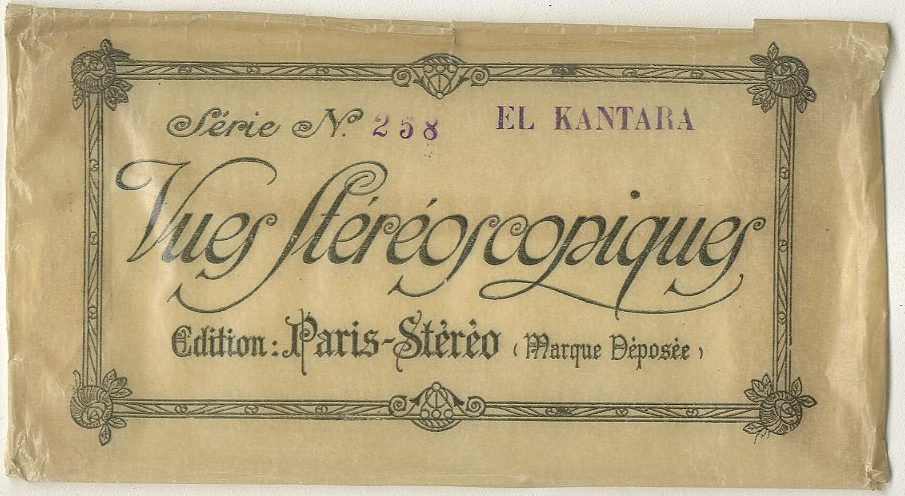 Série N. 258 EL KANTARA
Vues Stéréoscopiques
Edition: Paris-Stéréo (Marque Déposée)